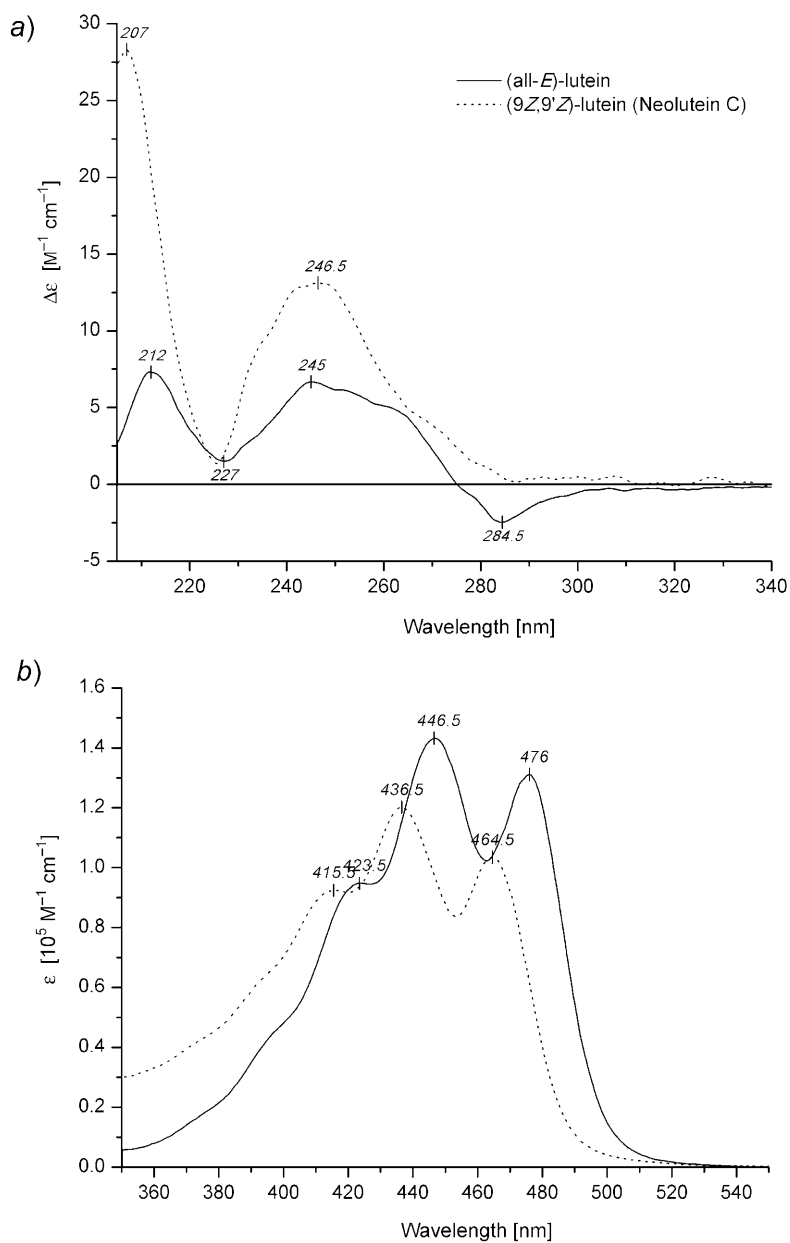 a)
30
25
20
15
10
5
0
-5
Δε [M⁻¹ cm⁻¹]
207
(all-E)-lutein
(9Z,9'Z)-lutein (Neolutein C)
246.5
212
245
227
284.5
220 240 260 280 300 320 340
Wavelength [nm]
b)
1.6
1.4
1.2
1.0
0.8
0.6
0.4
0.2
0.0
ε [10⁵ M⁻¹ cm⁻¹]
446.5
476
436.5
464.5
415.5
423.5
360 380 400 420 440 460 480 500 520 540
Wavelength [nm]